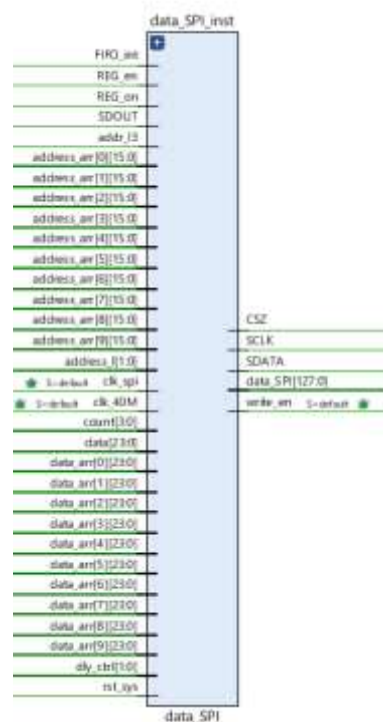 data_SPI_inst
REG_en
REG_on
SDOUT
addr_l3
address_arr[0][15:0]
address_arr[1][15:0]
address_arr[2][15:0]
address_arr[3][15:0]
address_arr[4][15:0]
address_arr[5][15:0]
address_arr[6][15:0]
address_arr[7][15:0]
address_arr[8][15:0]
address_arr[9][15:0]
address_l[1:0]
S=default clk_spi
S=default clk_40M
count[3:0]
data[23:0]
data_arr[0][23:0]
data_arr[1][23:0]
data_arr[2][23:0]
data_arr[3][23:0]
data_arr[4][23:0]
data_arr[5][23:0]
data_arr[6][23:0]
data_arr[7][23:0]
data_arr[8][23:0]
data_arr[9][23:0]
dly_ctrl[1:0]
rst_sys
CSZ
SCLK
SDATA
data_SPI[127:0]
write_en S=default
data_SPI